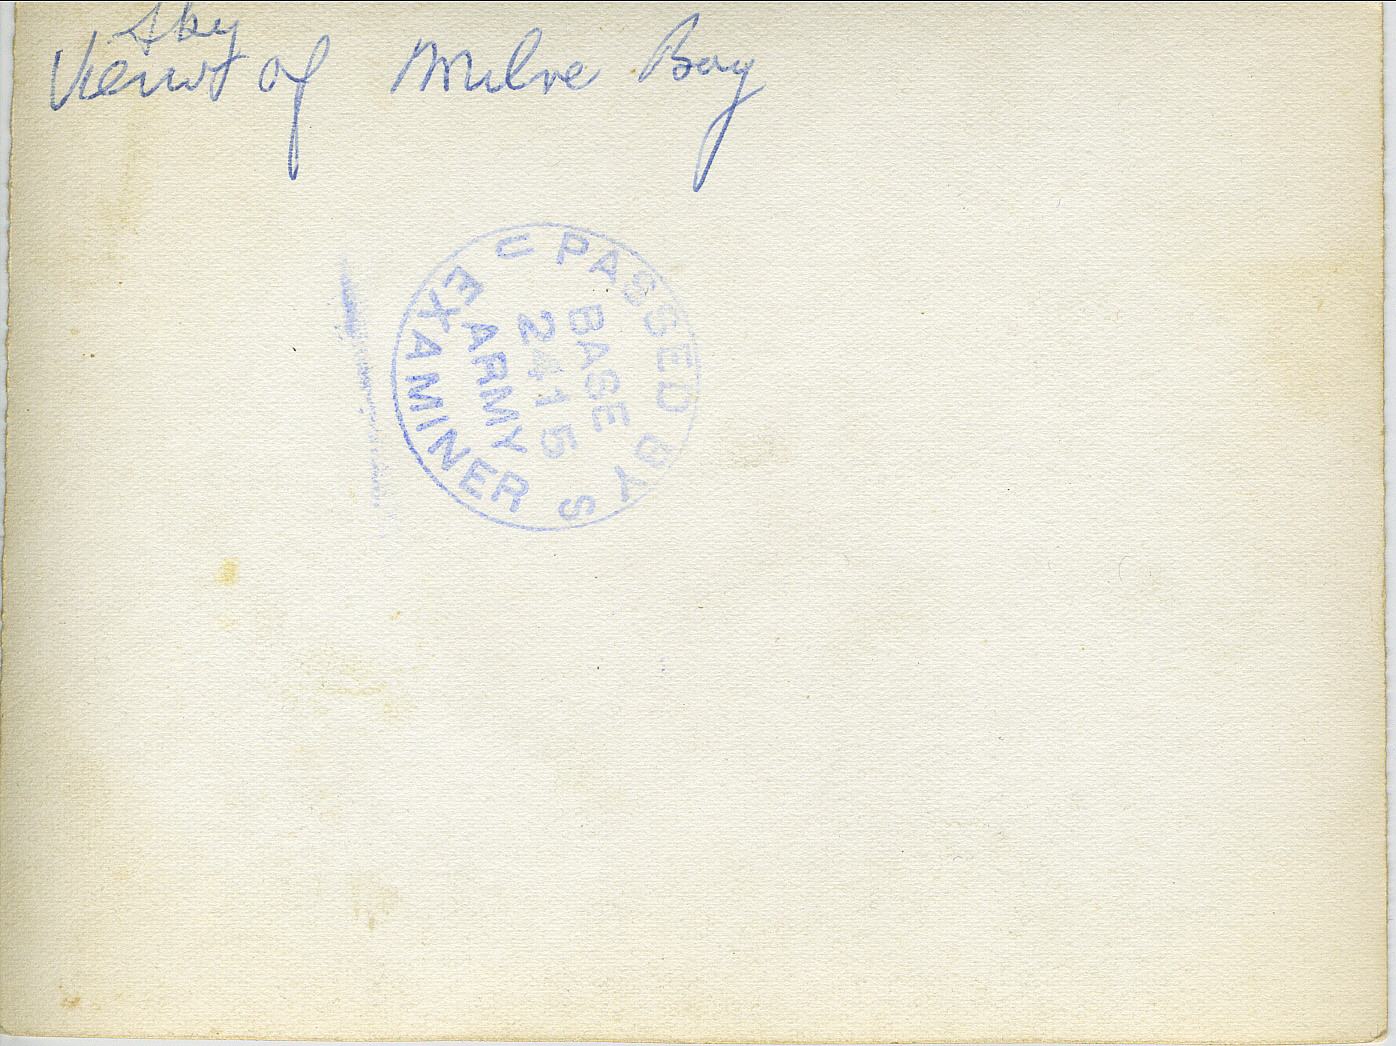 Sky
View of Milne Bay
U PASSED BY S
BASE
2415
ARMY
EXAMINER